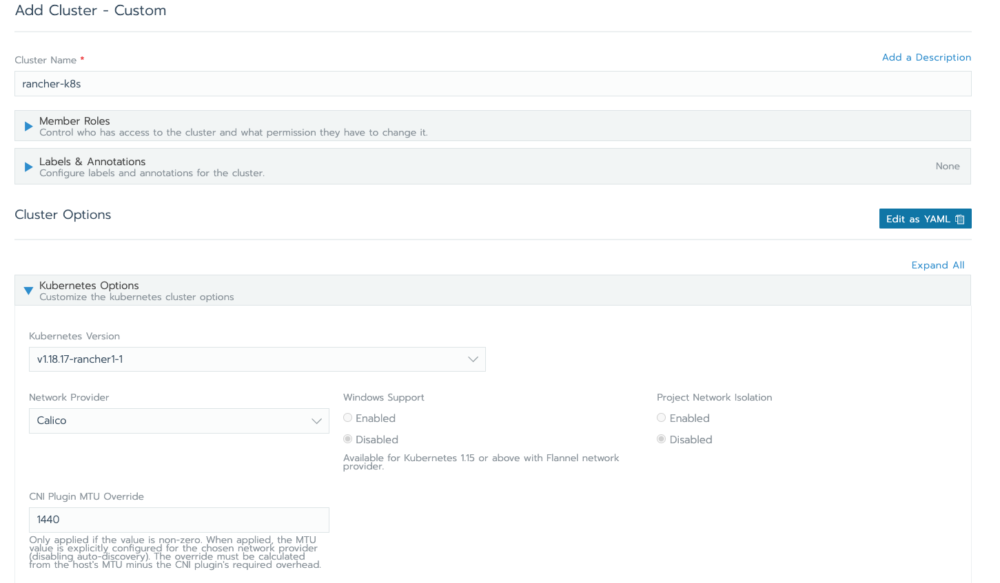 Add Cluster - Custom
Cluster Name *
Add a Description
rancher-k8s
Member Roles
Control who has access to the cluster and what permission they have to change it.
Labels & Annotations
Configure labels and annotations for the cluster.
None
Cluster Options
Edit as YAML
Expand All
Kubernetes Options
Customize the kubernetes cluster options
Kubernetes Version
v1.18.17-rancher1-1
Network Provider
Calico
Windows Support
Enabled
Disabled
Available for Kubernetes 1.15 or above with Flannel network
provider.
Project Network Isolation
Enabled
Disabled
CNI Plugin MTU Override
1440
Only applied if the value is non-zero. When applied, the MTU
value is explicitly configured for the chosen network provider
(disabling auto-discovery). The override must be calculated
from the host's MTU minus the CNI plugin's required overhead.